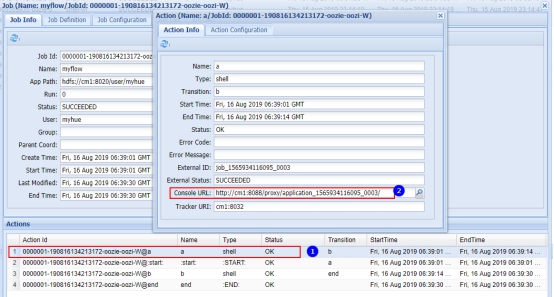 Job (Name: myflow/JobId: 0000001-190816134213172-oozie-oozi-W)
Job Info Job Definition Job Configuration
Job Id: 0000001-190816134213172-ooz
Name: myflow
App Path: hdfs://cm1:8020/user/myhue
Run: 0
Status: SUCCEEDED
User: myhue
Group:
Parent Coord:
Create Time: Fri, 16 Aug 2019 06:39:01 GMT
Start Time: Fri, 16 Aug 2019 06:39:01 GMT
Last Modified: Fri, 16 Aug 2019 06:39:30 GMT
End Time: Fri, 16 Aug 2019 06:39:30 GMT
Action (Name: a/JobId: 0000001-190816134213172-oozie-oozi-W)
Action Info Action Configuration
Name: a
Type: shell
Transition: b
Start Time: Fri, 16 Aug 2019 06:39:01 GMT
End Time: Fri, 16 Aug 2019 06:39:14 GMT
Status: OK
Error Code:
Error Message:
External ID: job_1565934116095_0003
External Status: SUCCEEDED
Console URL: http://cm1:8088/proxy/application_1565934116095_0003/ 2
Tracker URI: cm1:8032
Actions
Action Id Name Type Status Transition StartTime EndTime
1 0000001-190816134213172-oozie-oozi-W@a a shell OK 1 b Fri, 16 Aug 2019 06:39:01 ... Fri, 16 Aug 2019 06:39:14 ...
2 0000001-190816134213172-oozie-oozi-W@:start: :start: :START: OK a Fri, 16 Aug 2019 06:39:01 ... Fri, 16 Aug 2019 06:39:01 ...
3 0000001-190816134213172-oozie-oozi-W@b b shell OK end Fri, 16 Aug 2019 06:39:14 ... Fri, 16 Aug 2019 06:39:30 ...
4 0000001-190816134213172-oozie-oozi-W@end end :END: OK Fri, 16 Aug 2019 06:39:30 ... Fri, 16 Aug 2019 06:39:30 ...